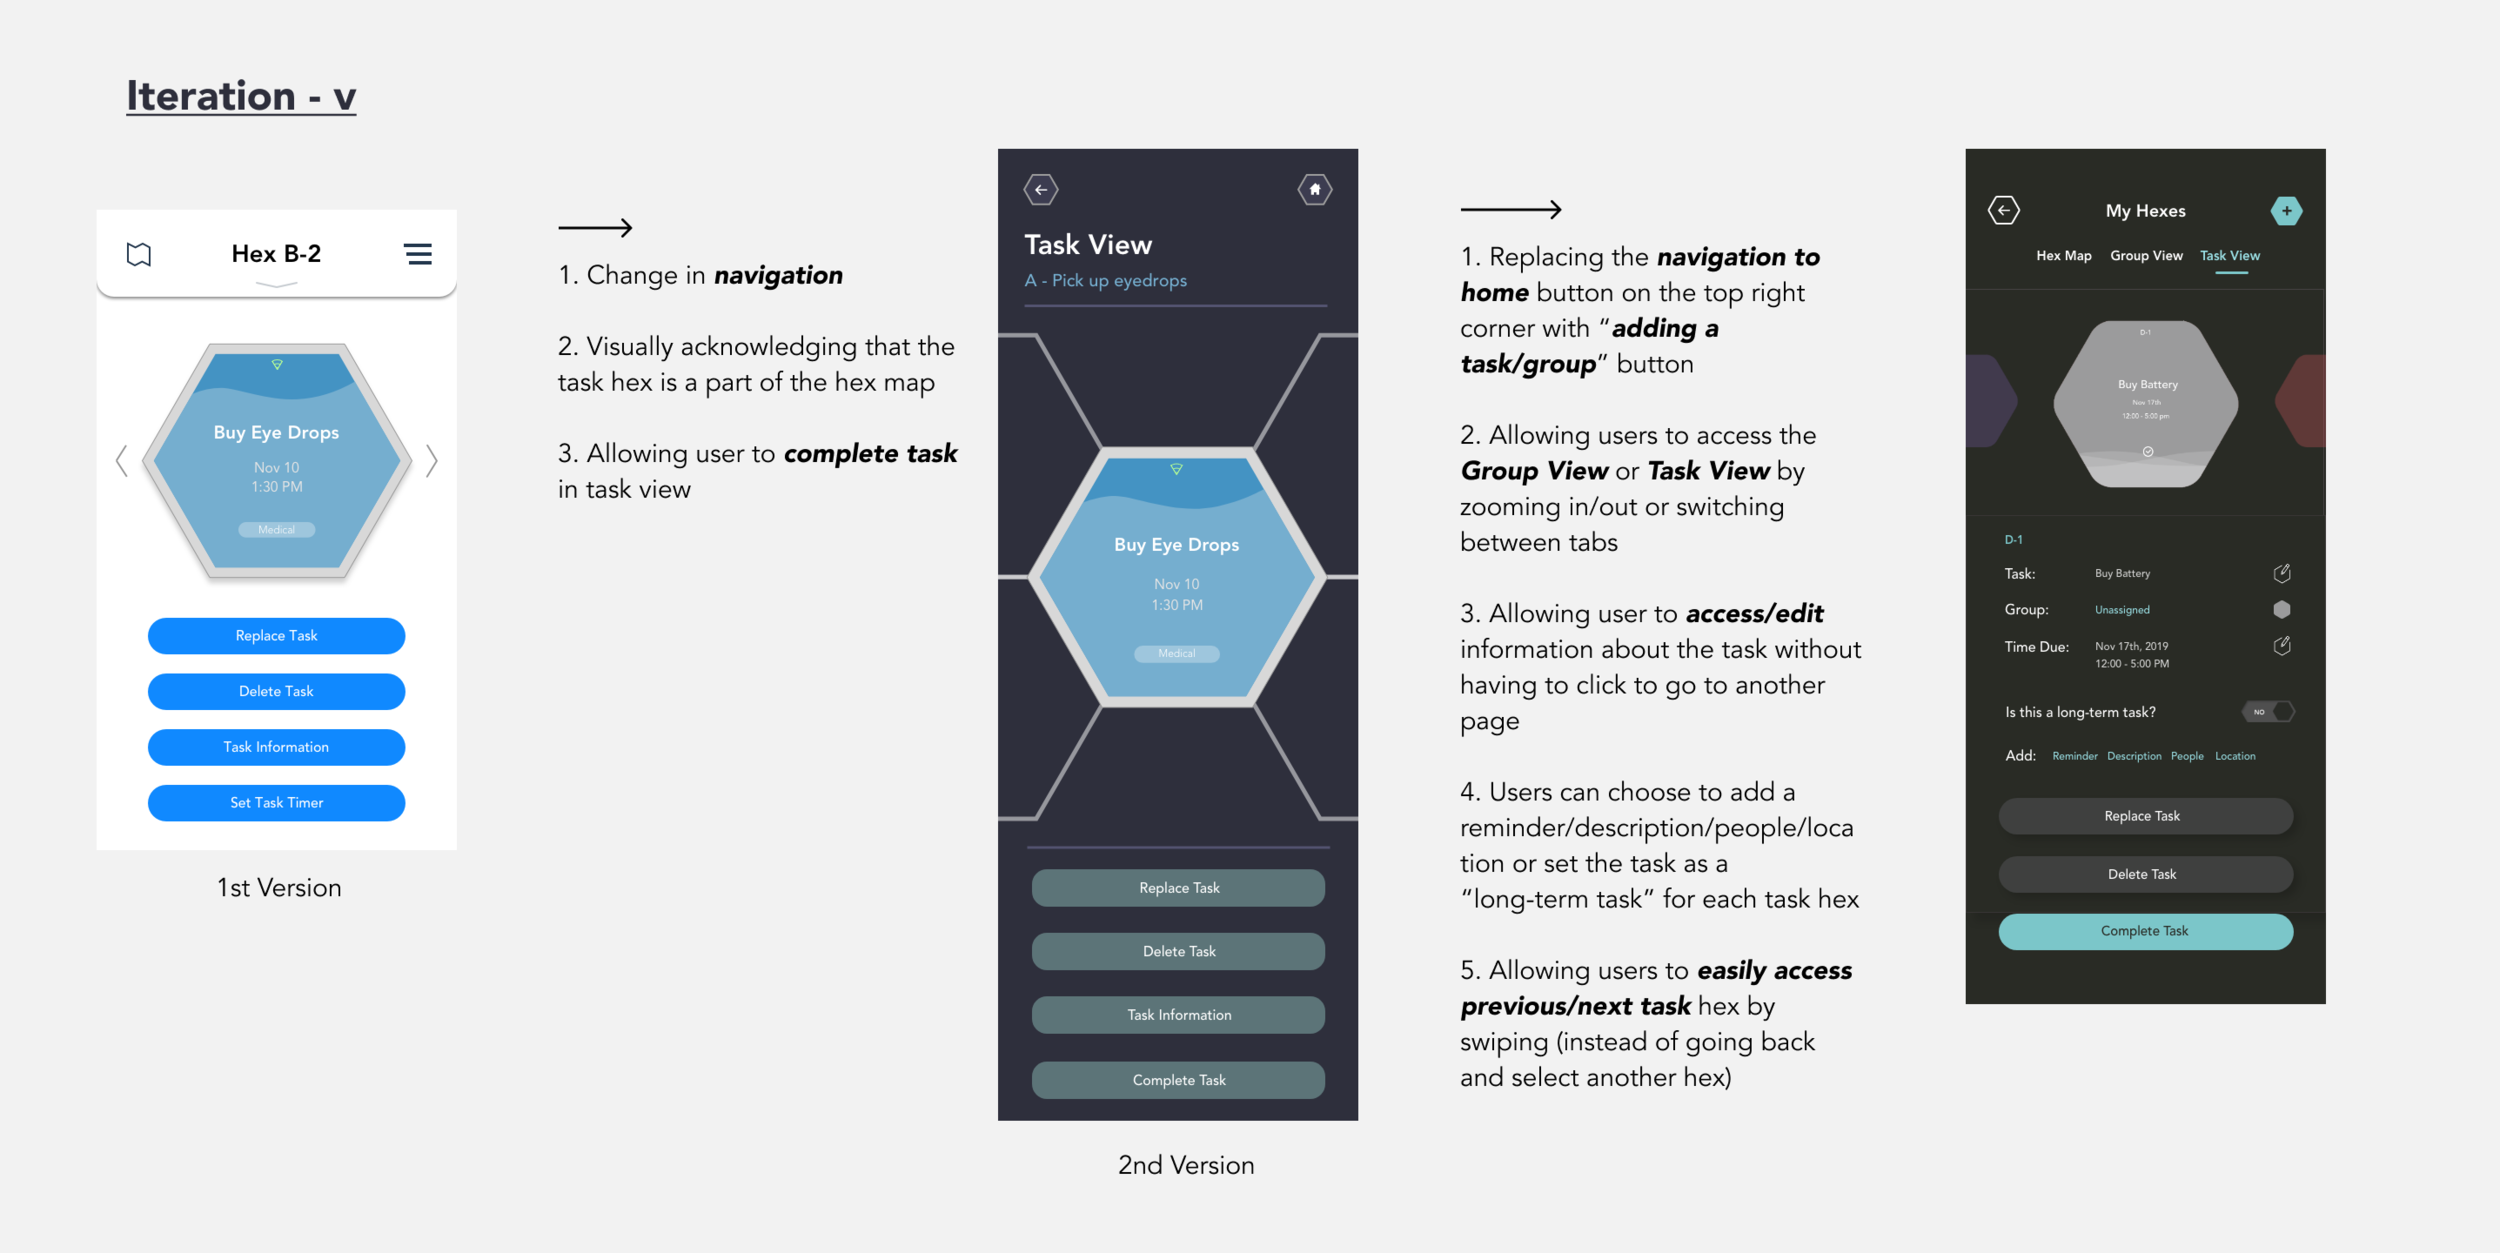 Iteration - v
Hex B-2
Buy Eye Drops
Nov 10
1:30 PM
Medical
Replace Task
Delete Task
Task Information
Set Task Timer
1st Version
1. Change in navigation
2. Visually acknowledging that the
task hex is a part of the hex map
3. Allowing user to complete task
in task view
Task View
A - Pick up eyedrops
Buy Eye Drops
Nov 10
1:30 PM
Medical
Replace Task
Delete Task
Task Information
Complete Task
2nd Version
1. Replacing the navigation to
home button on the top right
corner with “adding a
task/group” button
2. Allowing users to access the
Group View or Task View by
zooming in/out or switching
between tabs
3. Allowing user to access/edit
information about the task without
having to click to go to another
page
4. Users can choose to add a
reminder/description/people/loca
tion or set the task as a
“long-term task” for each task hex
5. Allowing users to easily access
previous/next task hex by
swiping (instead of going back
and select another hex)
My Hexes
Hex Map Group View Task View
D-1
Buy Battery
Nov 17th
12:00 - 5:00 pm
D-1
Task: Buy Battery
Group: Unassigned
Time Due: Nov 17th, 2019
12:00 - 5:00 PM
Is this a long-term task? NO
Add: Reminder Description People Location
Replace Task
Delete Task
Complete Task